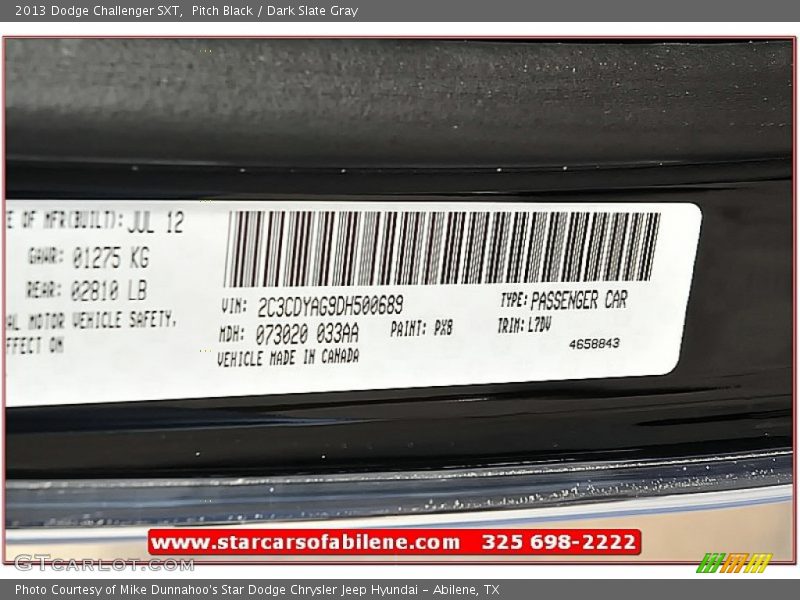 2013 Dodge Challenger SXT, Pitch Black / Dark Slate Gray
E OF MFR(BUILT): JUL 12
GAWR: 01275 KG
REAR: 02810 LB
AL MOTOR VEHICLE SAFETY,
FFECT ON
VIN: 2C3CDYAG9DH500689
TYPE: PASSENGER CAR
MDH: 073020 033AA
PAINT: PX8
TRIM: L7DV
VEHICLE MADE IN CANADA
4658843
www.starcarsofabilene.com 325 698-2222
GTCarLot.com
Photo Courtesy of Mike Dunnahoo's Star Dodge Chrysler Jeep Hyundai - Abilene, TX